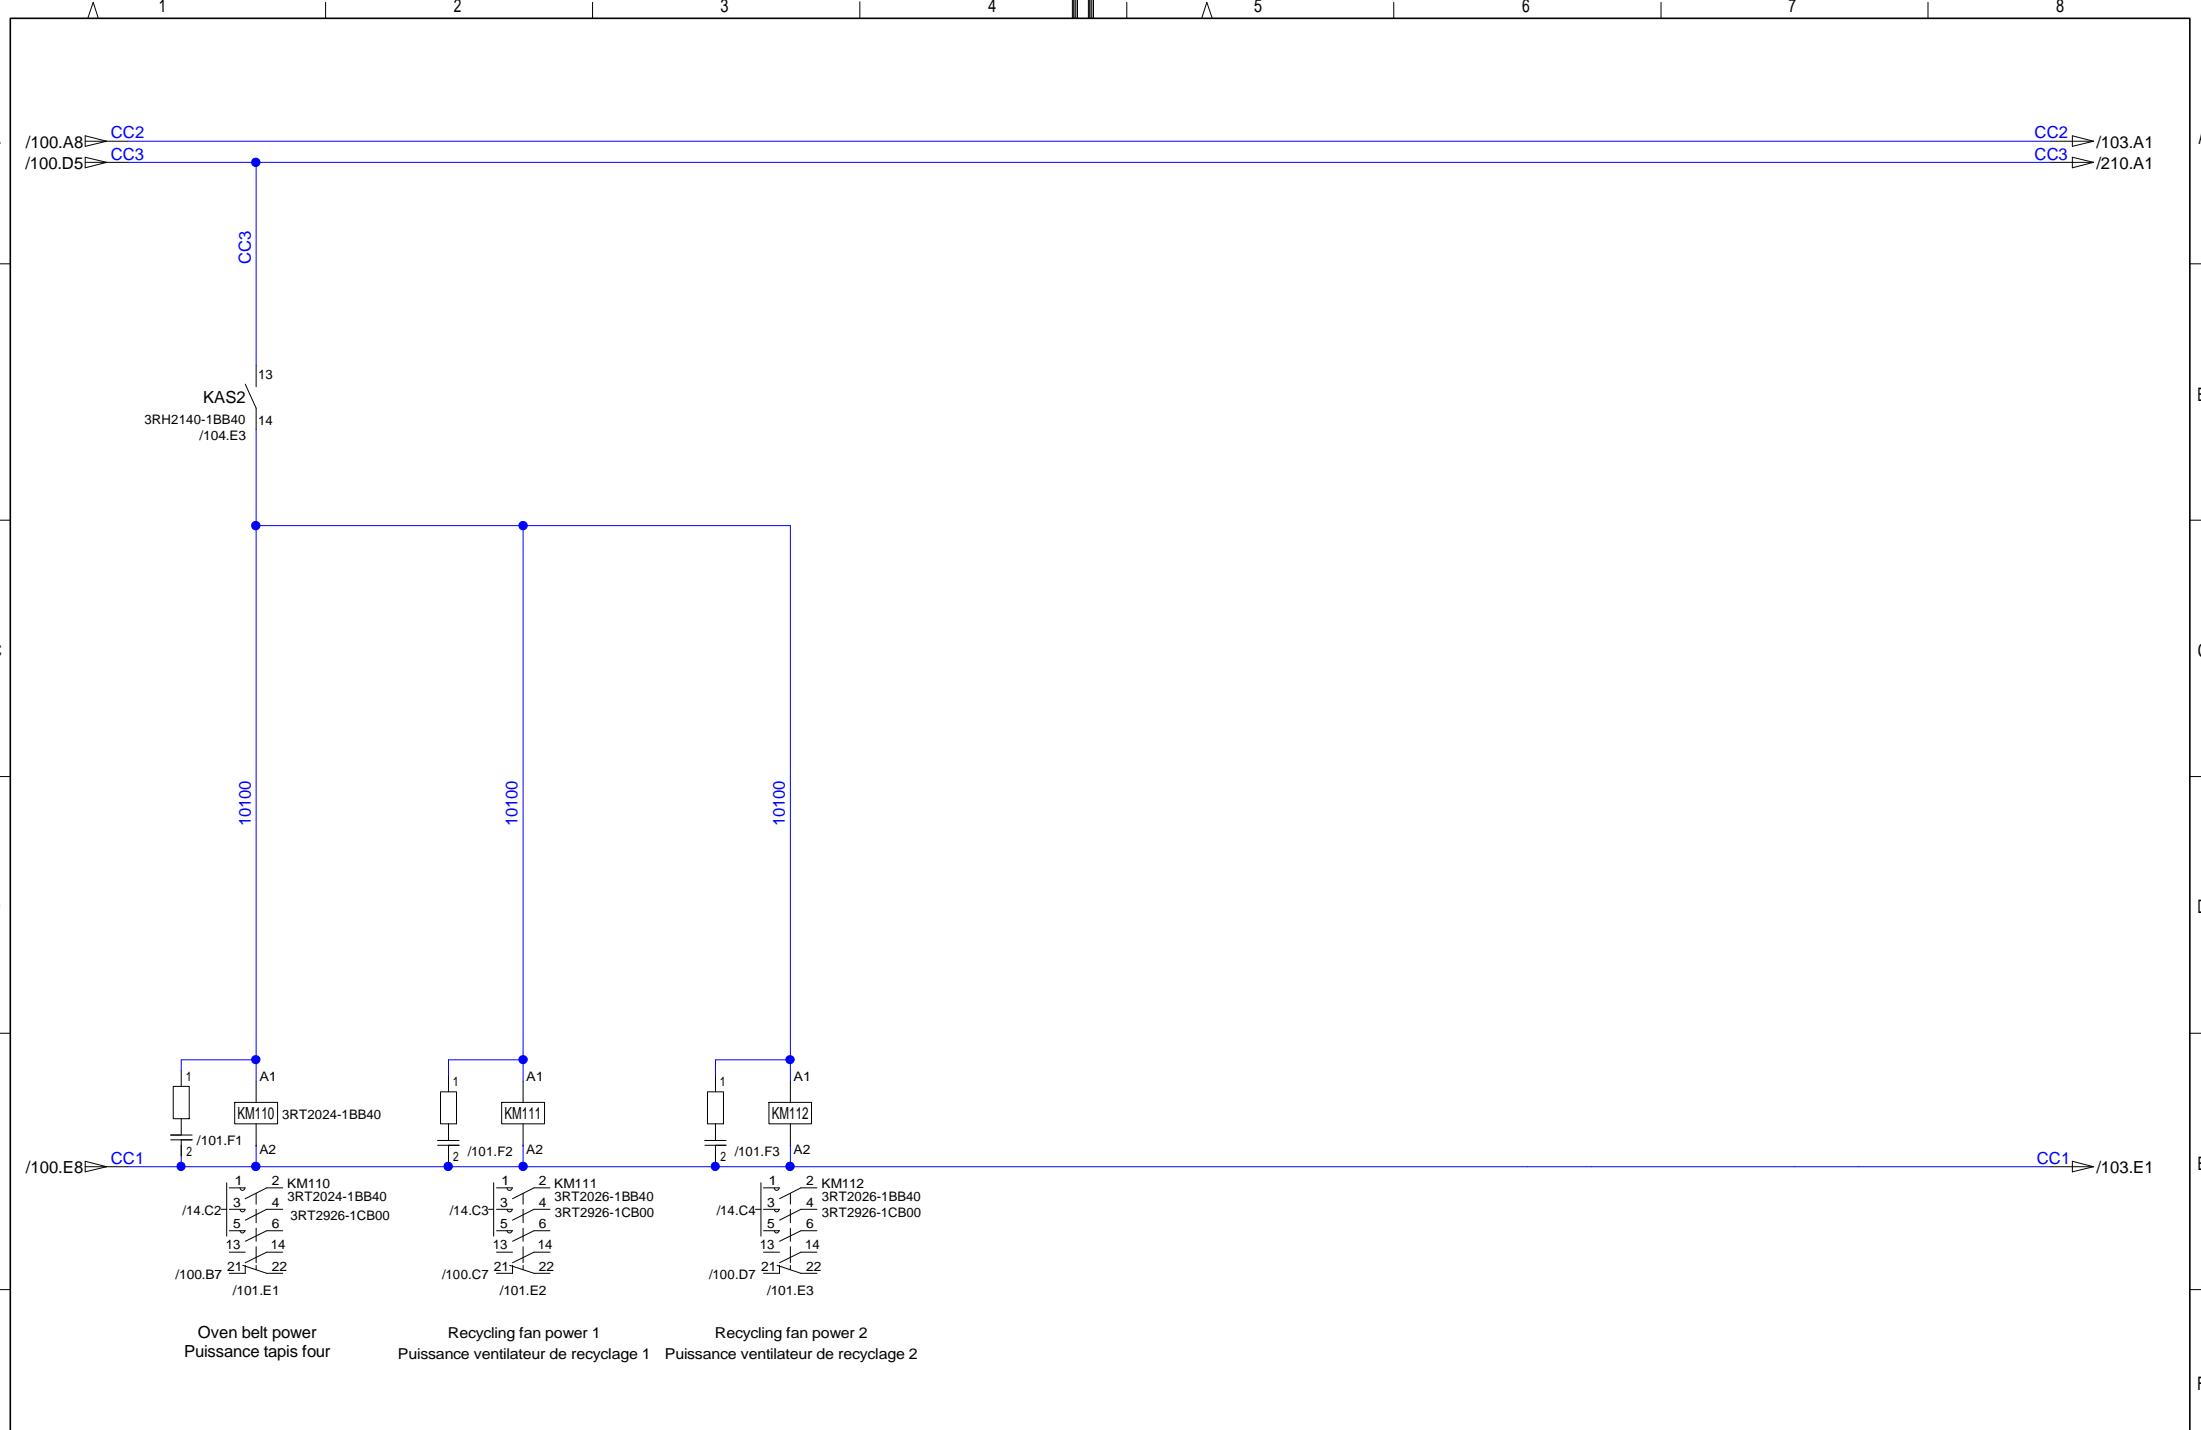 1 2 3 4 5 6 7 8
/100.A8 CC2 CC2 /103.A1
/100.D5 CC3 CC3 /210.A1
CC3
13
KAS2
3RH2140-1BB40 14
/104.E3
10100 10100 10100
1 A1 1 A1 1 A1
KM110 3RT2024-1BB40 KM111 KM112
/101.F1 /101.F2 /101.F3
2 A2 2 A2 2 A2
/100.E8 CC1 CC1 /103.E1
1 2 KM110 1 2 KM111 1 2 KM112
3RT2024-1BB40 3RT2026-1BB40 3RT2026-1BB40
/14.C2 3 4 3RT2926-1CB00 /14.C3 3 4 3RT2926-1CB00 /14.C4 3 4 3RT2926-1CB00
5 6 5 6 5 6
13 14 13 14 13 14
/100.B7 21 22 /100.C7 21 22 /100.D7 21 22
/101.E1 /101.E2 /101.E3
Oven belt power Recycling fan power 1 Recycling fan power 2
Puissance tapis four Puissance ventilateur de recyclage 1 Puissance ventilateur de recyclage 2